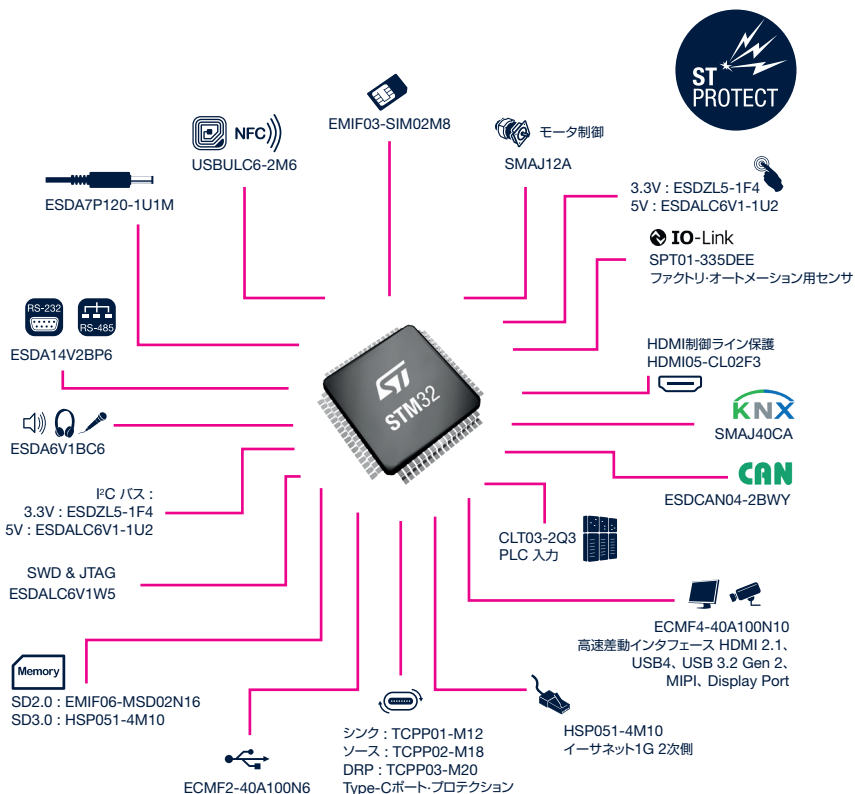 ST
PROTECT
EMIF03-SIM02M8
NFC
USBULC6-2M6
モータ制御
SMAJ12A
ESDA7P120-1U1M
3.3V : ESDZL5-1F4
5V : ESDALC6V1-1U2
IO-Link
SPT01-335DEE
ファクトリ・オートメーション用センサ
RS-232
RS-485
ESDA14V2BP6
HDMI制御ライン保護
HDMI05-CL02F3
ST
STM32
KNX
SMAJ40CA
ESDA6V1BC6
CAN
ESDCAN04-2BWY
I²C バス :
3.3V : ESDZL5-1F4
5V : ESDALC6V1-1U2
CLT03-2Q3
PLC 入力
SWD & JTAG
ESDALC6V1W5
ECMF4-40A100N10
高速差動インタフェース HDMI 2.1、
USB4、USB 3.2 Gen 2、
MIPI、Display Port
Memory
SD2.0 : EMIF06-MSD02N16
SD3.0 : HSP051-4M10
シンク : TCPP01-M12
ソース : TCPP02-M18
DRP : TCPP03-M20
Type-Cポート・プロテクション
HSP051-4M10
イーサネット1G 2次側
ECMF2-40A100N6